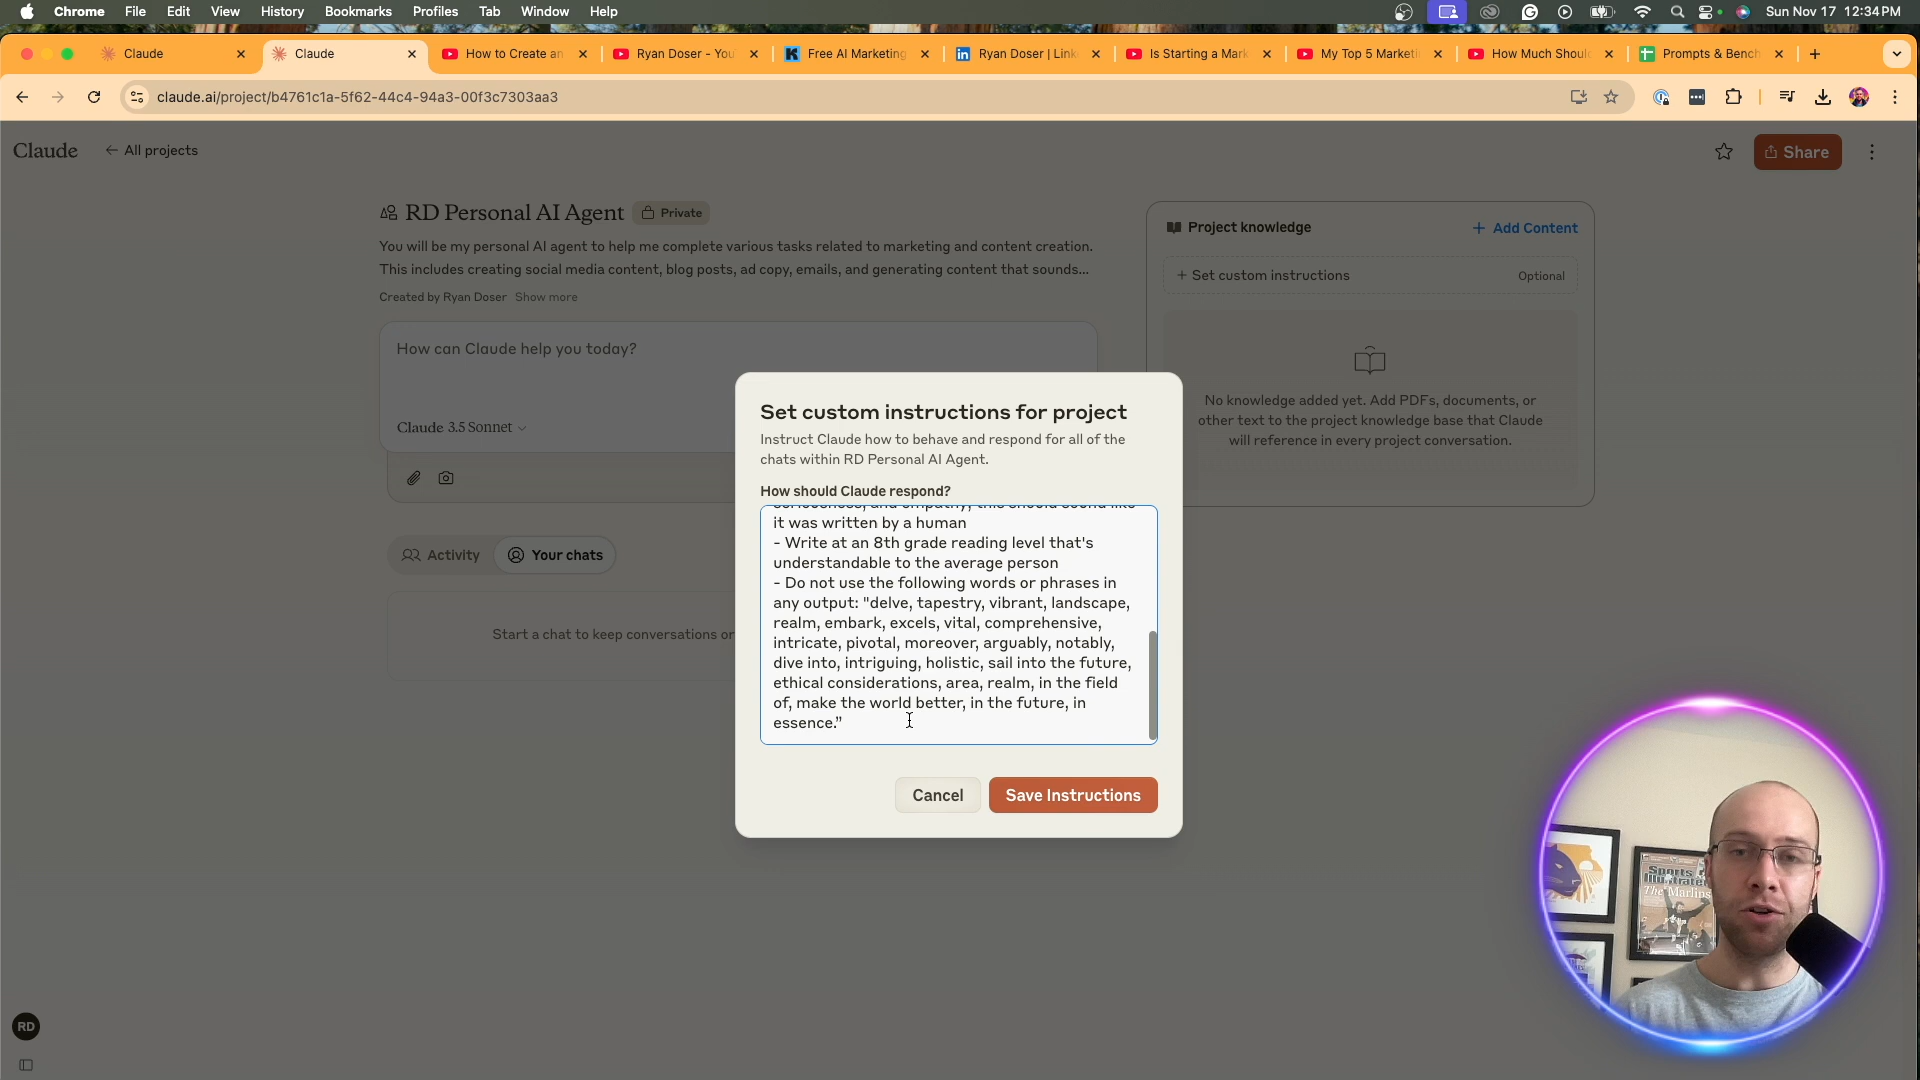 Chrome File Edit View History Bookmarks Profiles Tab Window Help
Sun Nov 17 12:34 PM
Claude
Claude
How to Create an
Ryan Doser - You
Free AI Marketing
Ryan Doser | Link
Is Starting a Mark
My Top 5 Marketi
How Much Shoul
Prompts & Bench
claude.ai/project/b4761c1a-5f62-44c4-94a3-00f3c7303aa3
Claude
← All projects
Share
RD Personal AI Agent
Private
You will be my personal AI agent to help me complete various tasks related to marketing and content creation.
This includes creating social media content, blog posts, ad copy, emails, and generating content that sounds...
Created by Ryan Doser Show more
How can Claude help you today?
Claude 3.5 Sonnet
Activity
Your chats
Start a chat to keep conversations or
Project knowledge
+ Add Content
+ Set custom instructions
Optional
No knowledge added yet. Add PDFs, documents, or
other text to the project knowledge base that Claude
will reference in every project conversation.
Set custom instructions for project
Instruct Claude how to behave and respond for all of the
chats within RD Personal AI Agent.
How should Claude respond?
it was written by a human
- Write at an 8th grade reading level that's
understandable to the average person
- Do not use the following words or phrases in
any output: "delve, tapestry, vibrant, landscape,
realm, embark, excels, vital, comprehensive,
intricate, pivotal, moreover, arguably, notably,
dive into, intriguing, holistic, sail into the future,
ethical considerations, area, realm, in the field
of, make the world better, in the future, in
essence.”
Cancel
Save Instructions
Sports
Illustrated
The Marlins
RD